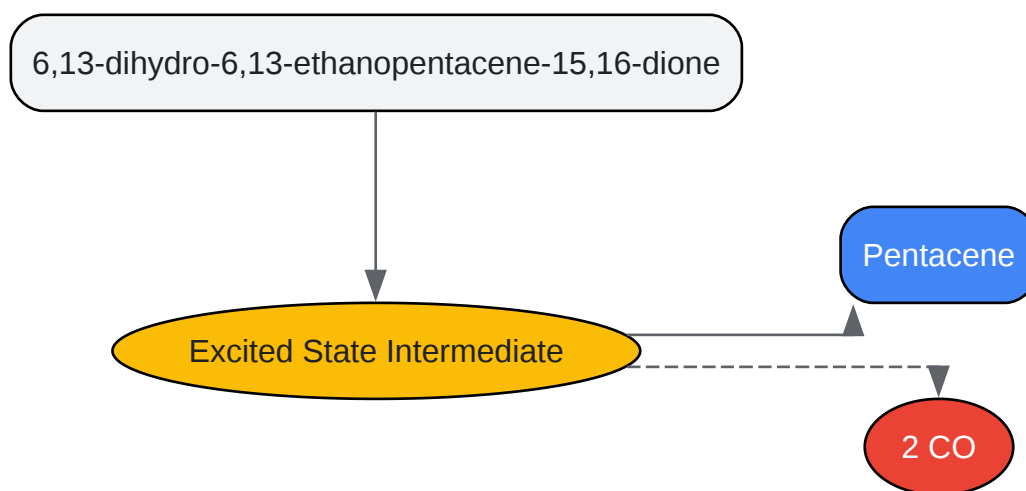 6,13-dihydro-6,13-ethanopentacene-15,16-dione
Pentacene
Excited State Intermediate
2 CO